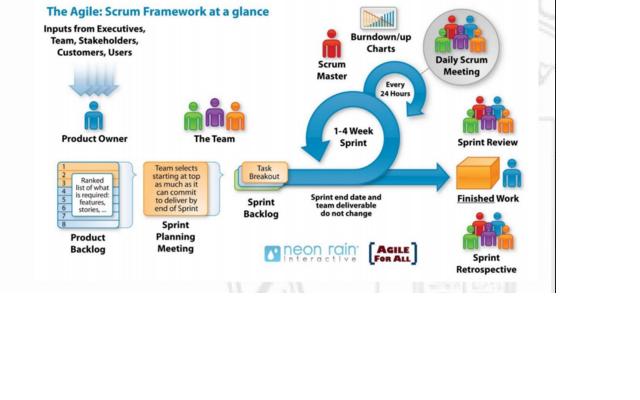 The Agile: Scrum Framework at a glance
Inputs from Executives,
Team, Stakeholders,
Customers, Users
Product Owner
The Team
Scrum
Master
Burndown/up
Charts
Daily Scrum
Meeting
Every
24 Hours
1-4 Week
Sprint
Sprint Review
1
2
3
4
5
6
7
8
Ranked
list of what
is required:
features,
stories, ...
Product
Backlog
Team selects
starting at top
as much as it
can commit
to deliver by
end of Sprint
Sprint
Planning
Meeting
Task
Breakout
Sprint
Backlog
Sprint end date and
team deliverable
do not change
Finished Work
neon rain
interactive
AGILE
FOR ALL
Sprint
Retrospective